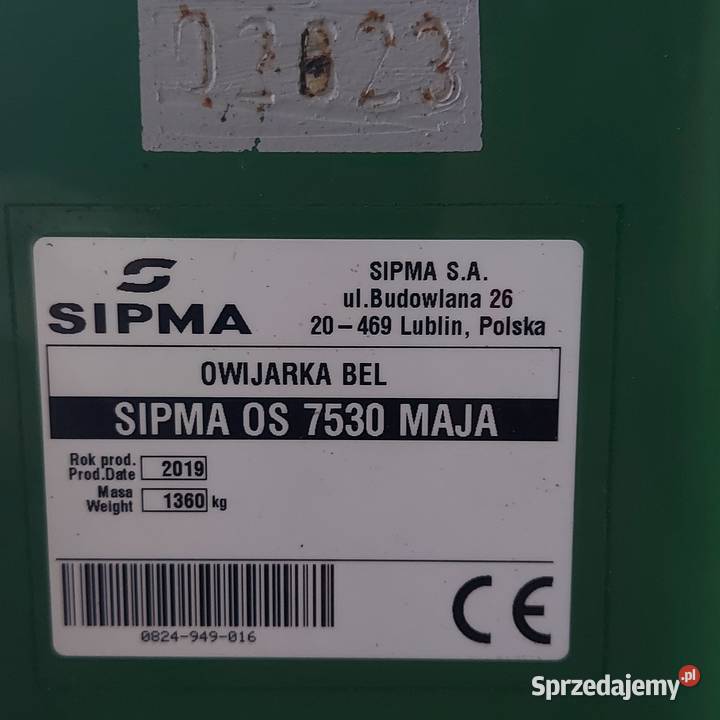 SIPMA
SIPMA S.A.
ul.Budowlana 26
20-469 Lublin, Polska
OWIJARKA BEL
SIPMA OS 7530 MAJA
Rok prod.
Prod.Date 2019
Masa
Weight 1360 kg
0824-949-016
CE
Sprzedajemy.pl